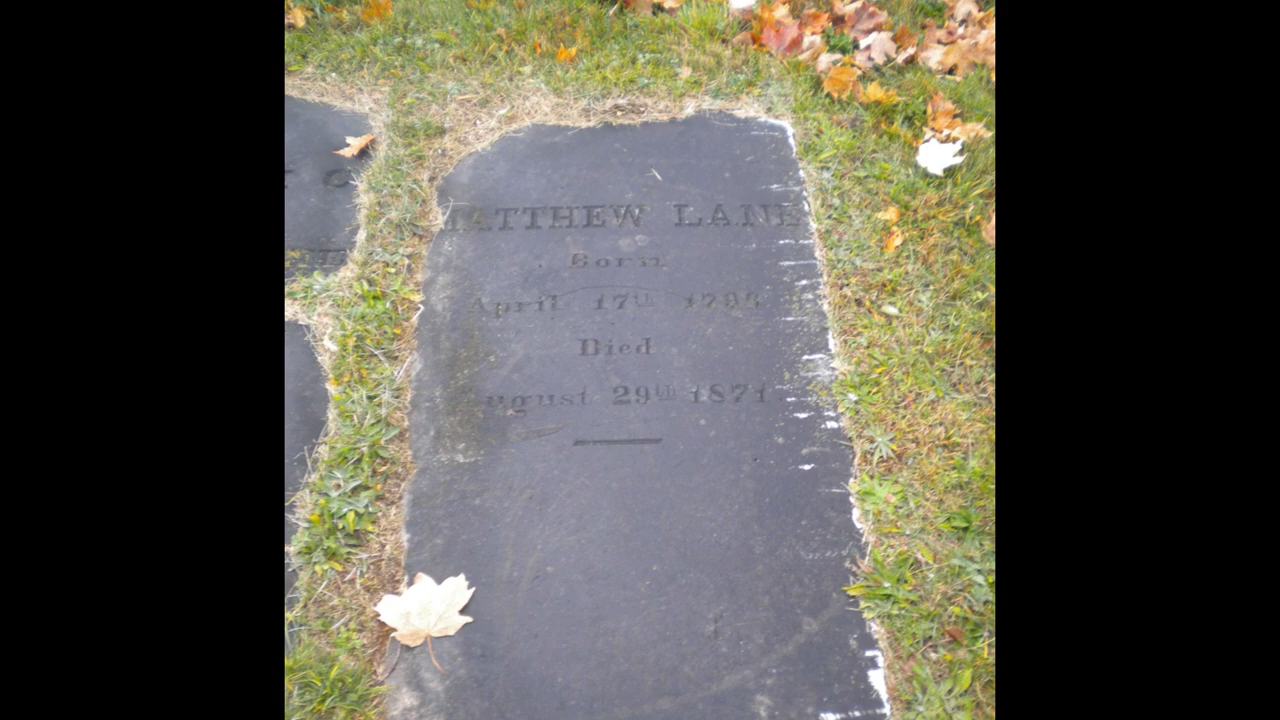 MATTHEW LANE
Born
April 17th
Died
August 29th 1871.